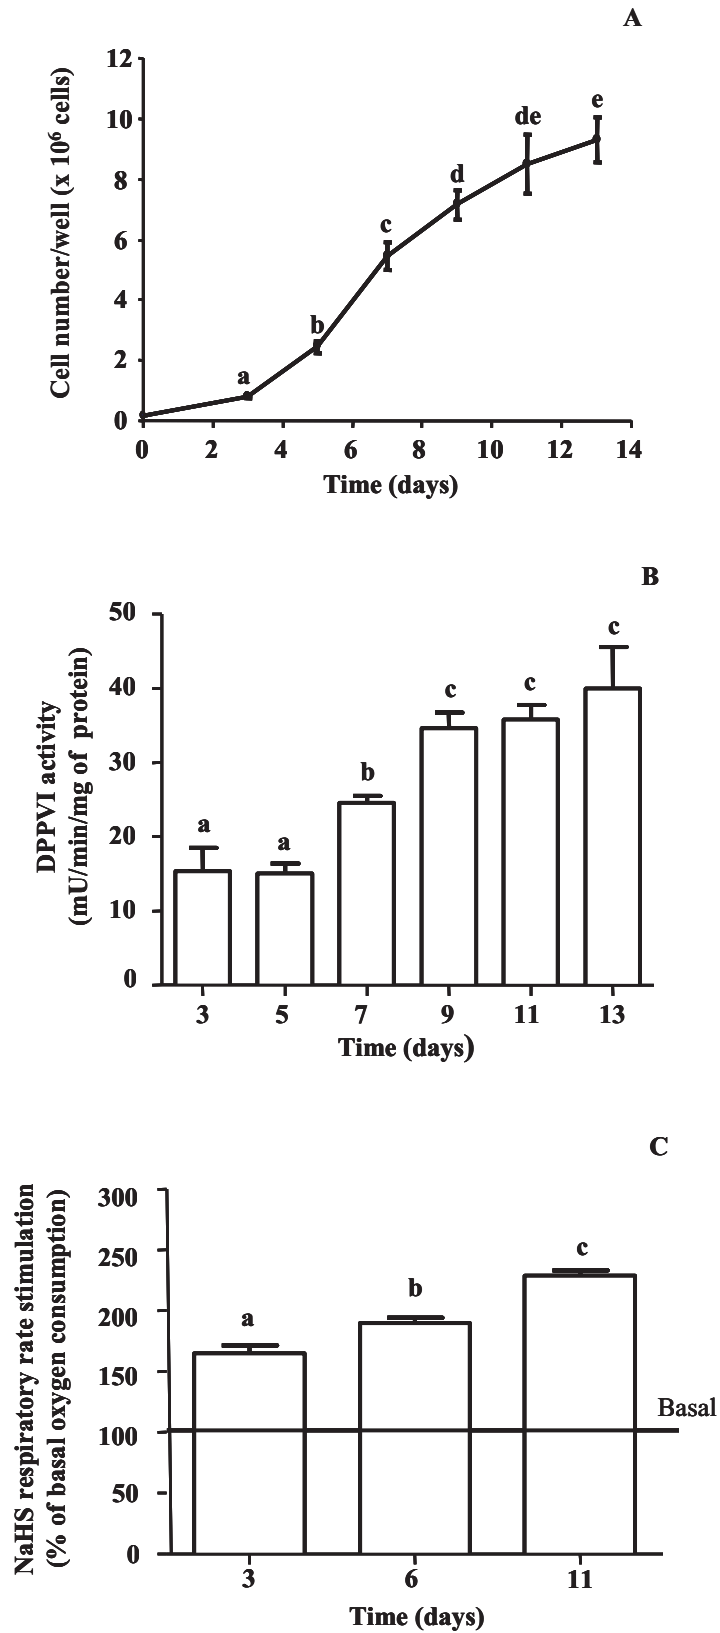 A
Cell number/well (x 10⁶ cells)
12
10
8
6
4
2
0
a
b
c
d
de
e
0 2 4 6 8 10 12 14
Time (days)
B
DPPVI activity
(mU/min/mg of protein)
50
40
30
20
10
0
a
a
b
c
c
c
3 5 7 9 11 13
Time (days)
C
NaHS respiratory rate stimulation
(% of basal oxygen consumption)
300
250
200
150
100
50
0
a
b
c
Basal
3 6 11
Time (days)